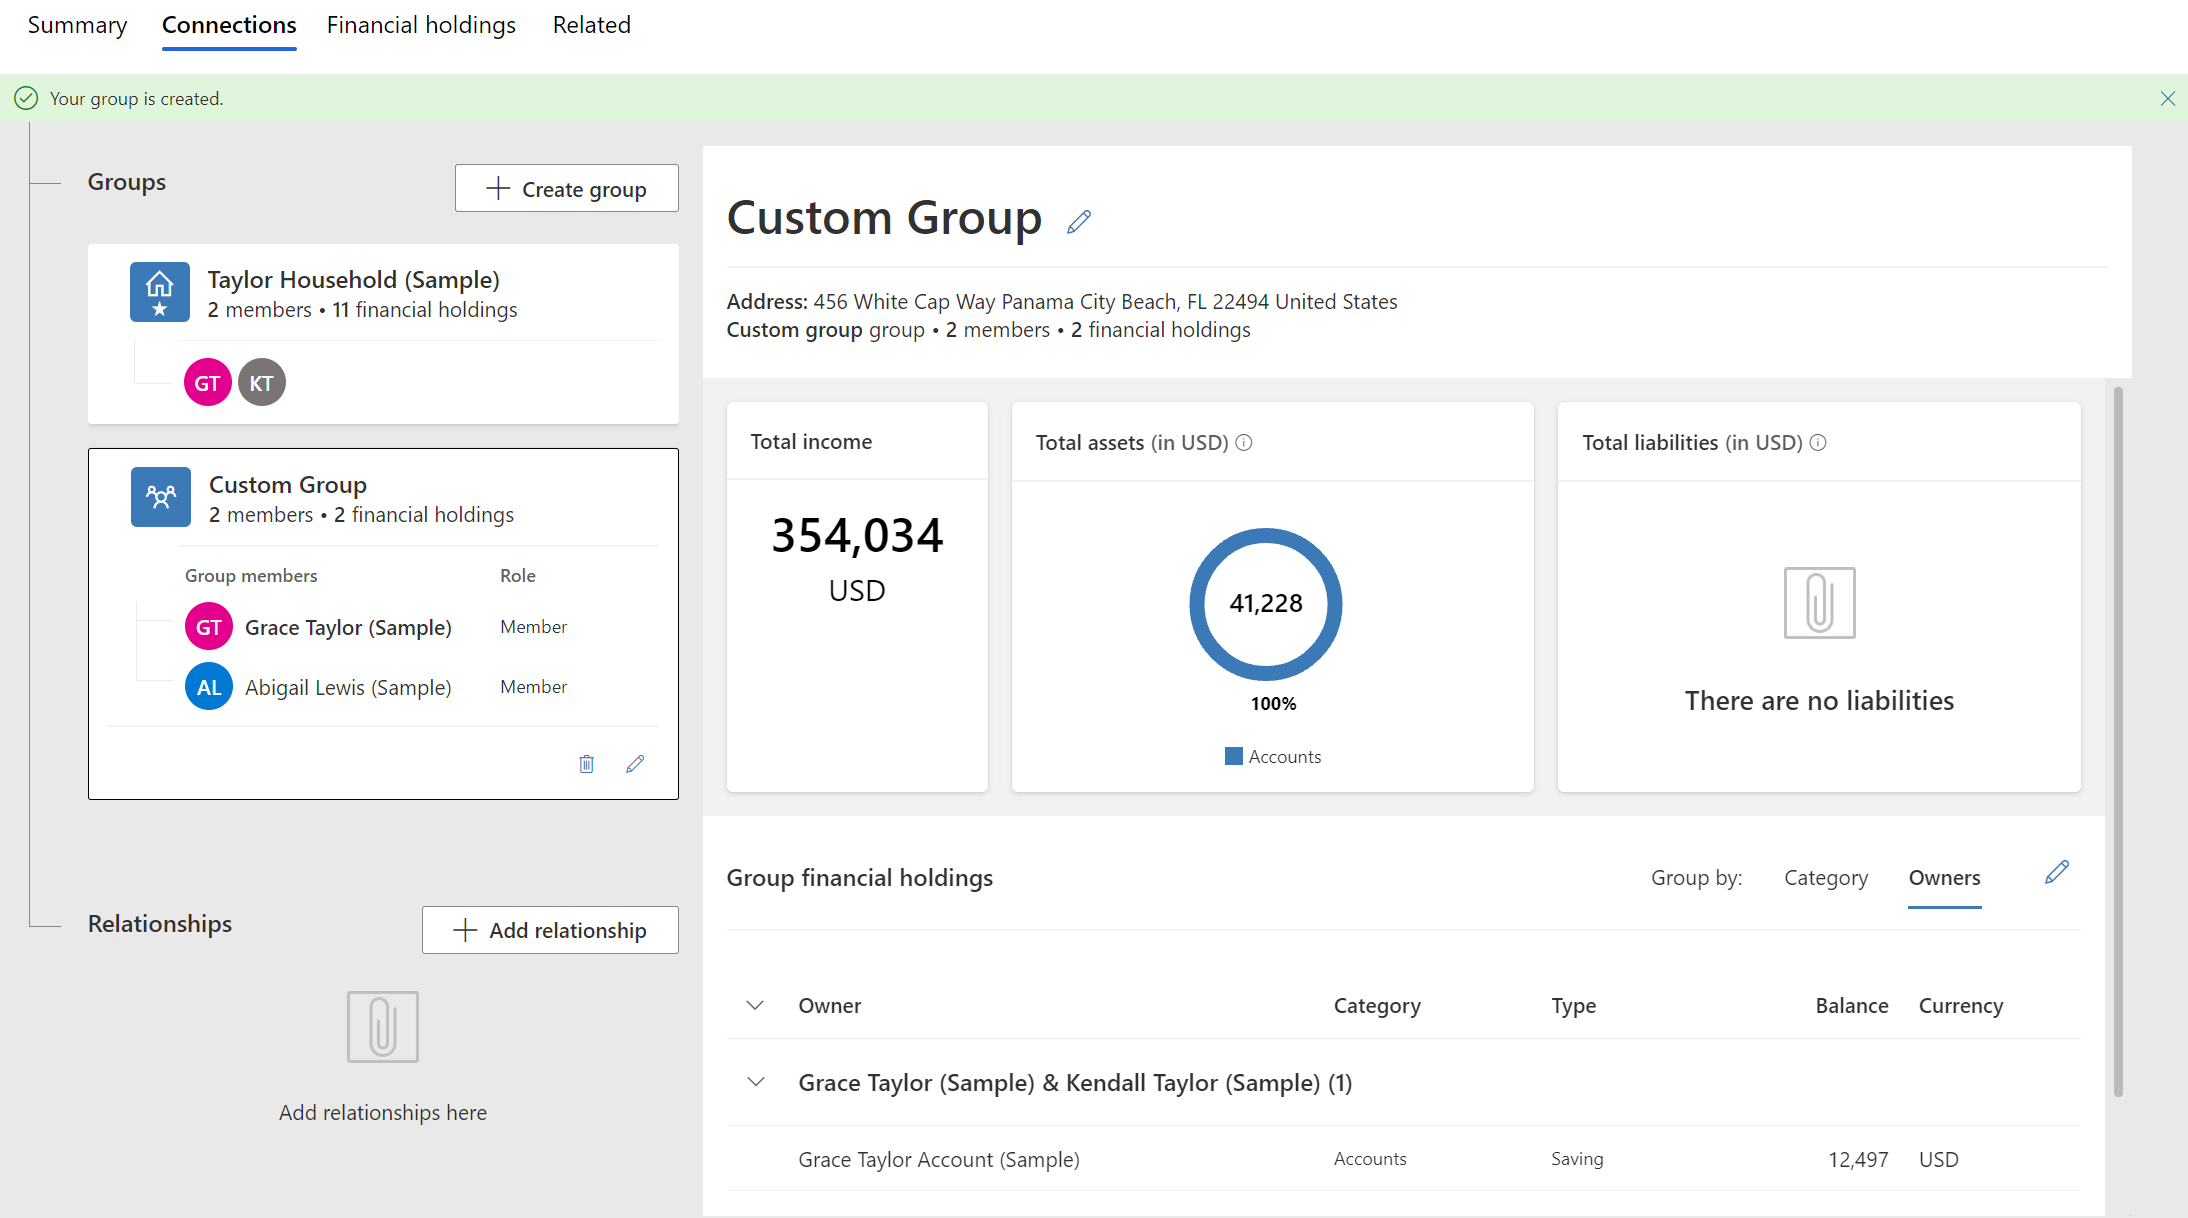 Summary Connections Financial holdings Related
Your group is created.
Groups
Create group
Taylor Household (Sample)
2 members • 11 financial holdings
GT KT
Custom Group
2 members • 2 financial holdings
Group members Role
GT Grace Taylor (Sample) Member
AL Abigail Lewis (Sample) Member
Relationships
Add relationship
Add relationships here
Custom Group
Address: 456 White Cap Way Panama City Beach, FL 22494 United States
Custom group group • 2 members • 2 financial holdings
Total income
354,034
USD
Total assets (in USD)
41,228
100%
Accounts
Total liabilities (in USD)
There are no liabilities
Group financial holdings
Group by: Category Owners
Owner Category Type Balance Currency
Grace Taylor (Sample) & Kendall Taylor (Sample) (1)
Grace Taylor Account (Sample) Accounts Saving 12,497 USD